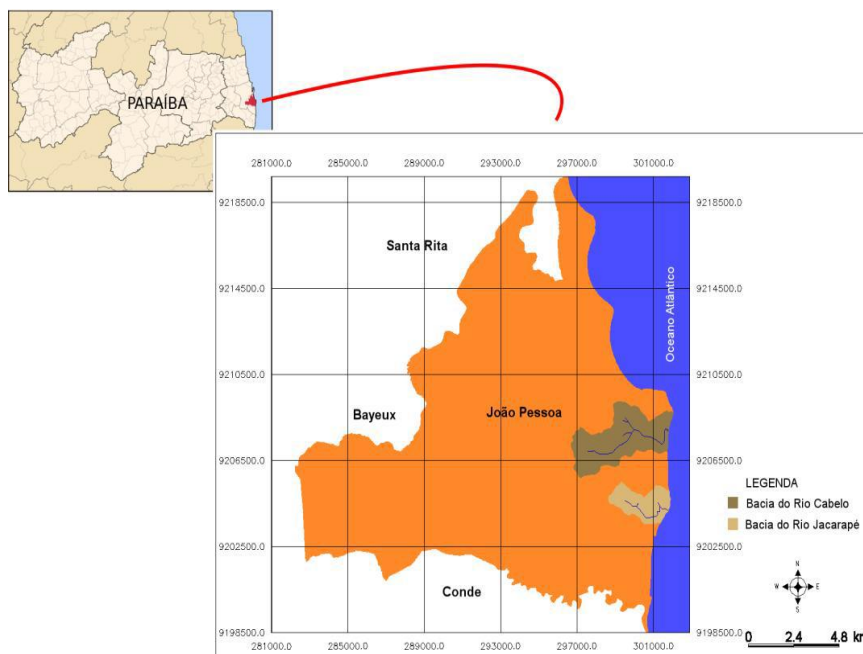 PARAÍBA
281000.0 285000.0 289000.0 293000.0 297000.0 301000.0
9218500.0 9218500.0
Santa Rita
9214500.0 9214500.0
Oceano Atlântico
9210500.0 9210500.0
Bayeux
João Pessoa
9206500.0 9206500.0
LEGENDA
Bacia do Rio Cabelo
Bacia do Rio Jacarapé
9202500.0 9202500.0
N
W E
S
Conde
9198500.0 9198500.0
281000.0 285000.0 289000.0 293000.0 297000.0 301000.0
0 2.4 4.8 km